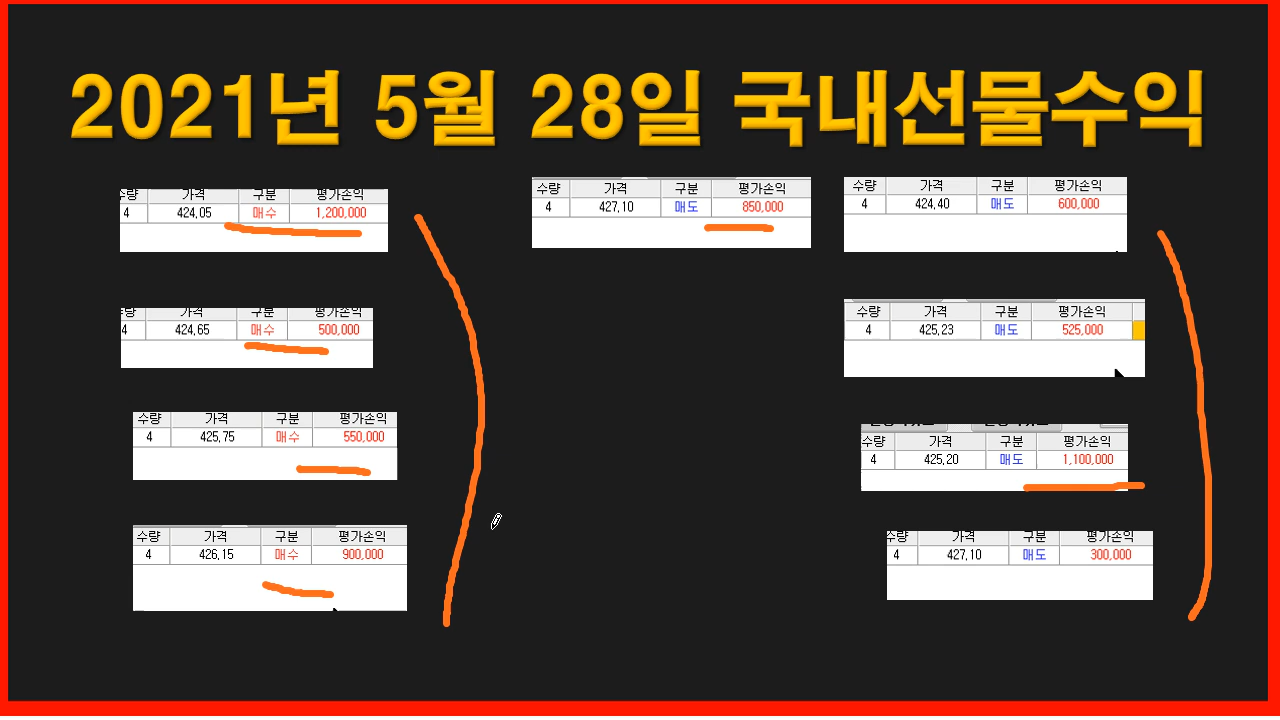 2021년 5월 28일 국내선물수익
수량 가격 구분 평가손익
4 424,05 매수 1,200,000
수량 가격 구분 평가손익
4 424,65 매수 500,000
수량 가격 구분 평가손익
4 425,75 매수 550,000
수량 가격 구분 평가손익
4 426,15 매수 900,000
수량 가격 구분 평가손익
4 427,10 매도 850,000
수량 가격 구분 평가손익
4 424,40 매도 600,000
수량 가격 구분 평가손익
4 425,23 매도 525,000
수량 가격 구분 평가손익
4 425,20 매도 1,100,000
수량 가격 구분 평가손익
4 427,10 매도 300,000